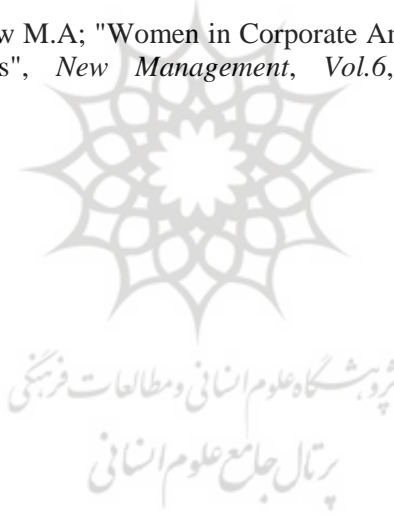 w M.A; "Women in Corporate Ar
s", New Management, Vol.6,
پژوهشگاه علوم انسانی و مطالعات فرهنگی
پرتال جامع علوم انسانی